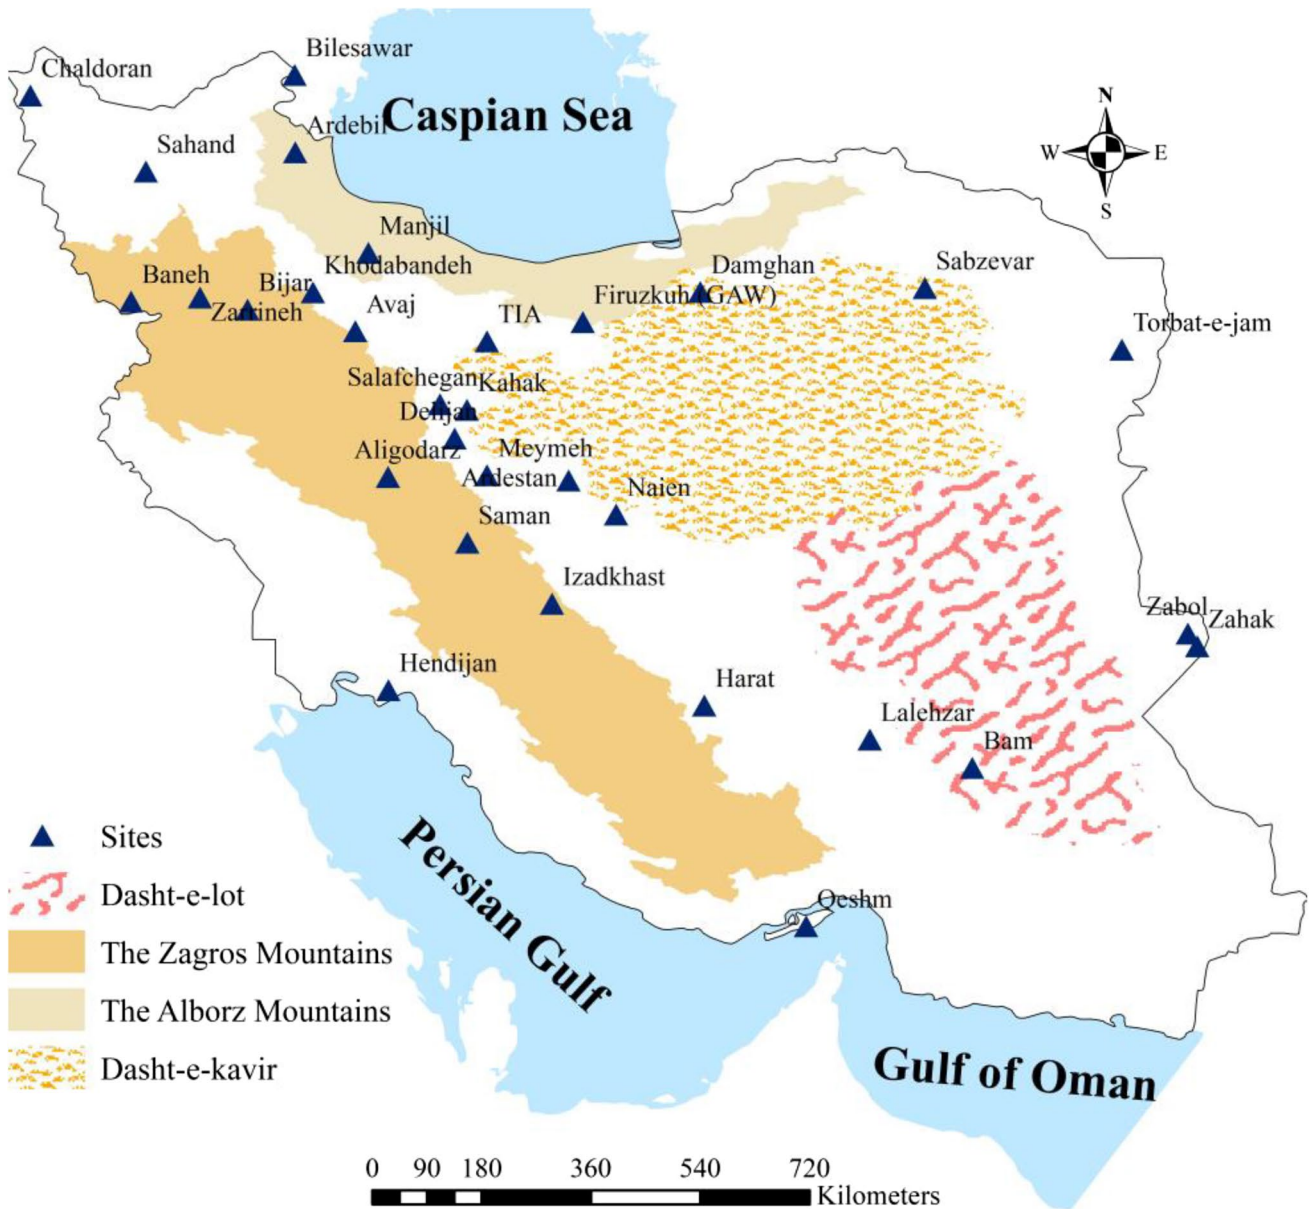 Bilesawar
Chaldoran
Caspian Sea
Ardebil
N
W
E
S
Sahand
Manjil
Khodabandeh
Damghan
Sabzevar
Baneh
Bijar
Zarrineh
Avaj
Firuzkuh (GAW)
TIA
Torbat-e-jam
Salafchegan
Kahak
Delijan
Aligodarz
Meymeh
Ardestan
Naien
Saman
Izadkhast
Zabol
Zahak
Hendijan
Harat
Lalehzar
Bam
Persian Gulf
Qeshm
Gulf of Oman
Sites
Dasht-e-lot
The Zagros Mountains
The Alborz Mountains
Dasht-e-kavir
0 90 180 360 540 720
Kilometers